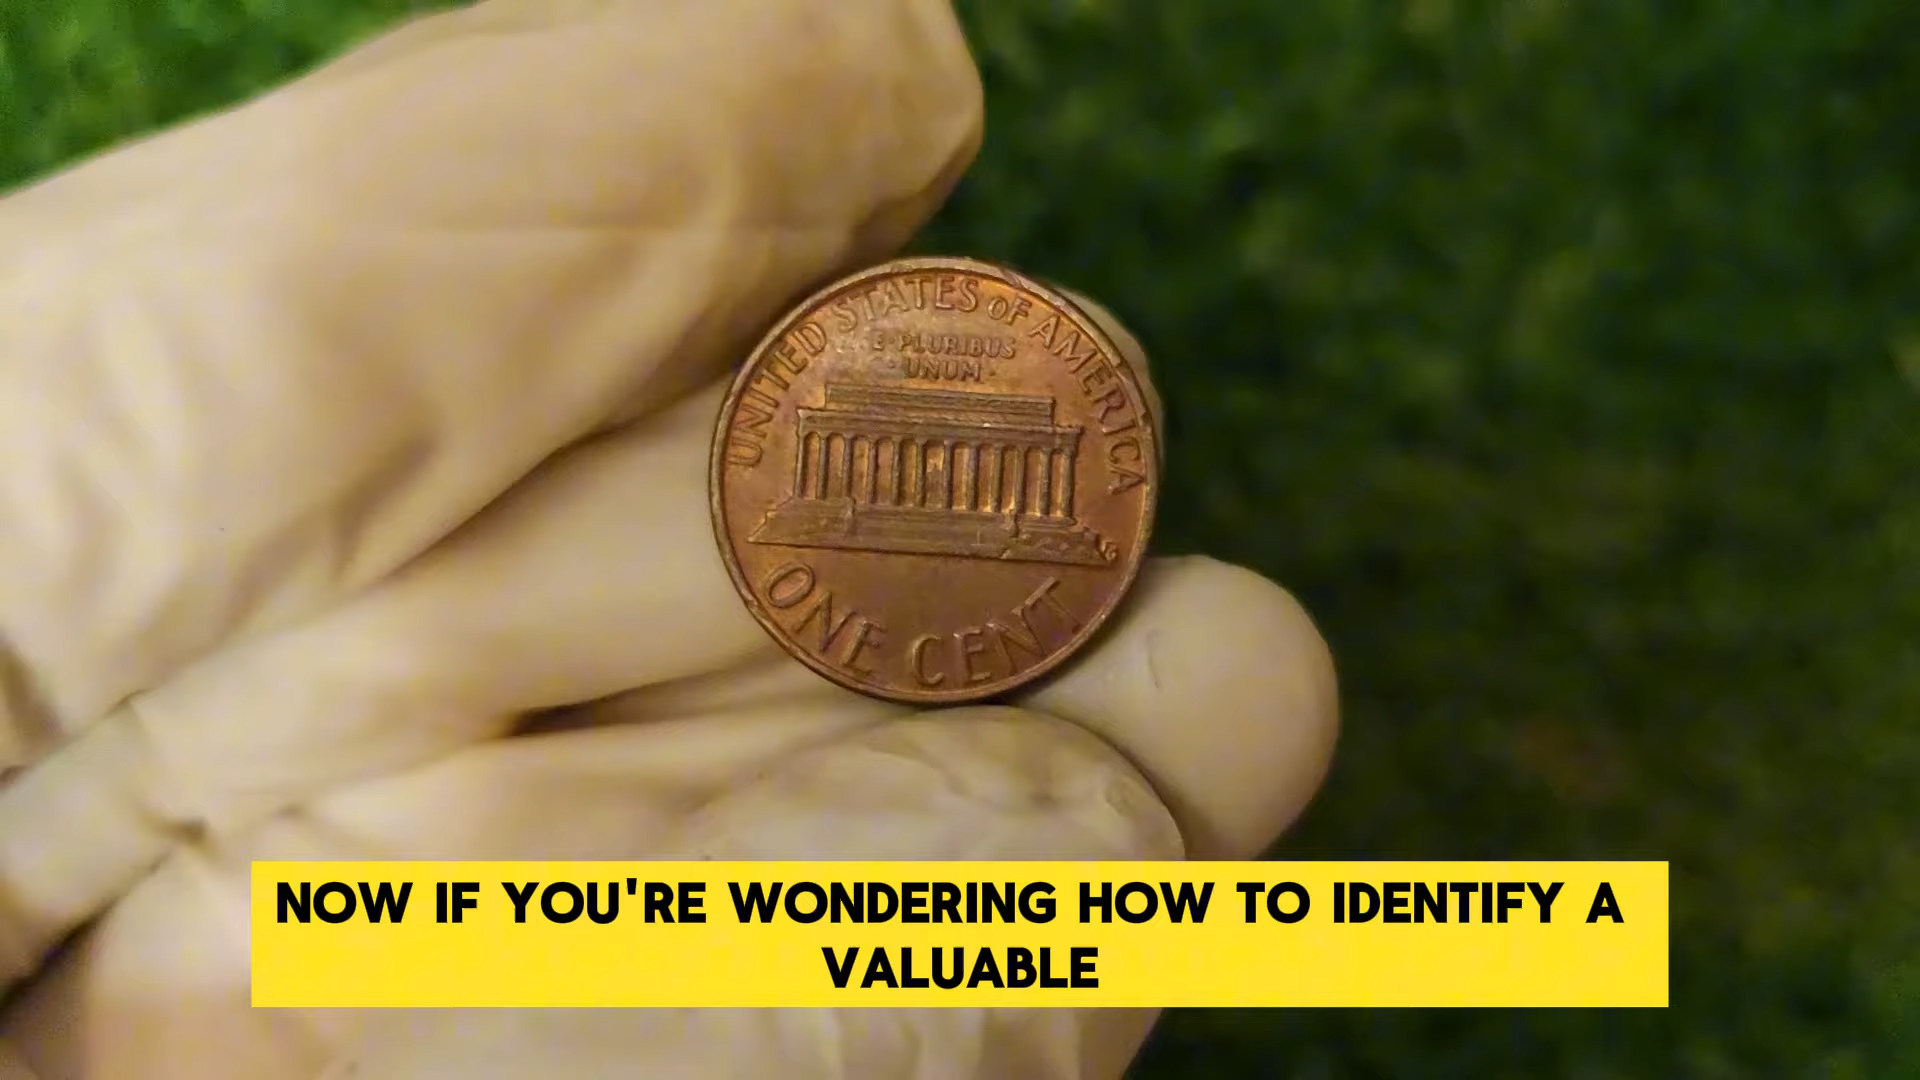 UNITED STATES OF AMERICA
E·PLURIBUS
·UNUM·
ONE CENT
NOW IF YOU'RE WONDERING HOW TO IDENTIFY A
VALUABLE